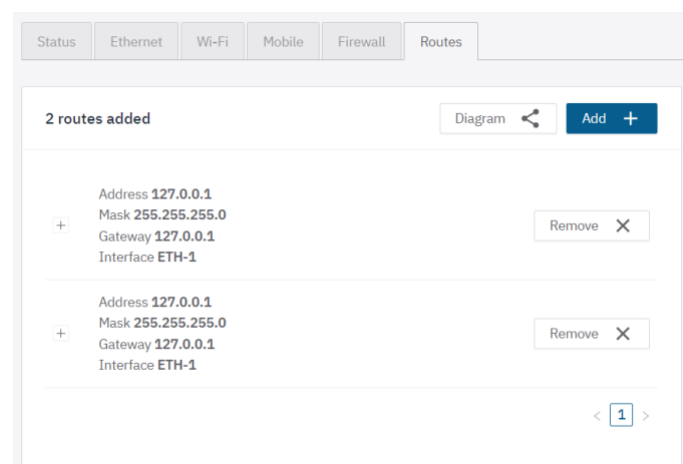 Status Ethernet Wi-Fi Mobile Firewall Routes
2 routes added Diagram Add +
Address 127.0.0.1
Mask 255.255.255.0
Gateway 127.0.0.1
Interface ETH-1
Remove
Address 127.0.0.1
Mask 255.255.255.0
Gateway 127.0.0.1
Interface ETH-1
Remove
< 1 >